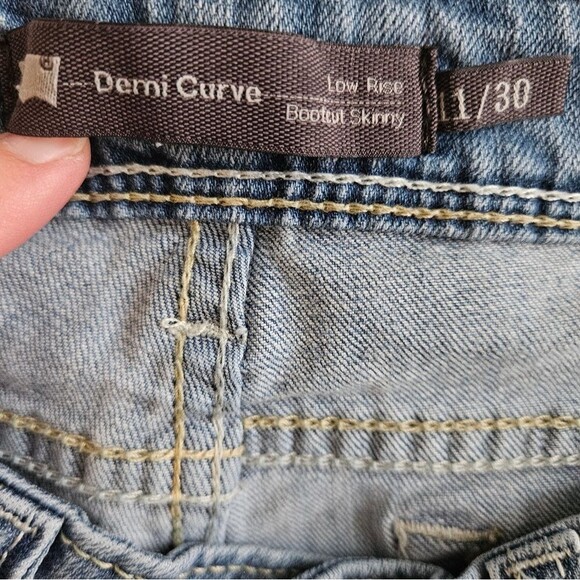 Demi Curve
Low Rise
Bootcut Skinny
11/30